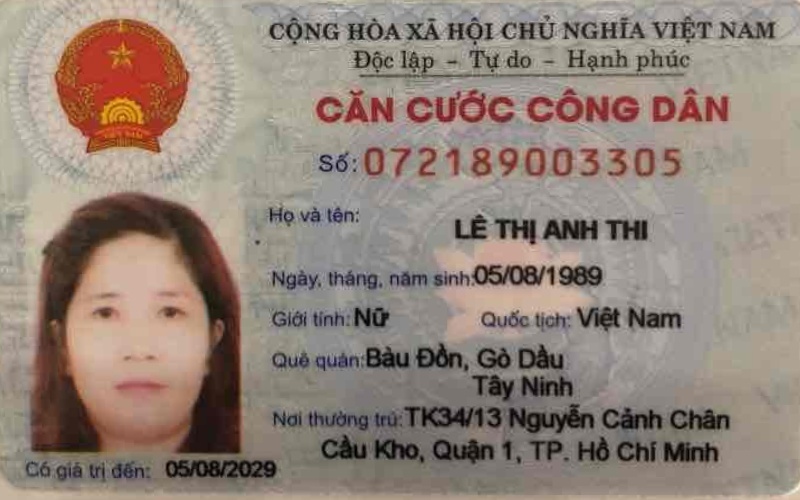 CỘNG HÒA XÃ HỘI CHỦ NGHĨA VIỆT NAM
Độc lập – Tự do – Hạnh phúc
CĂN CƯỚC CÔNG DÂN
Số: 072189003305
Họ và tên:
LÊ THỊ ANH THI
Ngày, tháng, năm sinh: 05/08/1989
Giới tính: Nữ Quốc tịch: Việt Nam
Quê quán: Bàu Đồn, Gò Dầu
Tây Ninh
Nơi thường trú: TK34/13 Nguyễn Cảnh Chân
Cầu Kho, Quận 1, TP. Hồ Chí Minh
Có giá trị đến: 05/08/2029